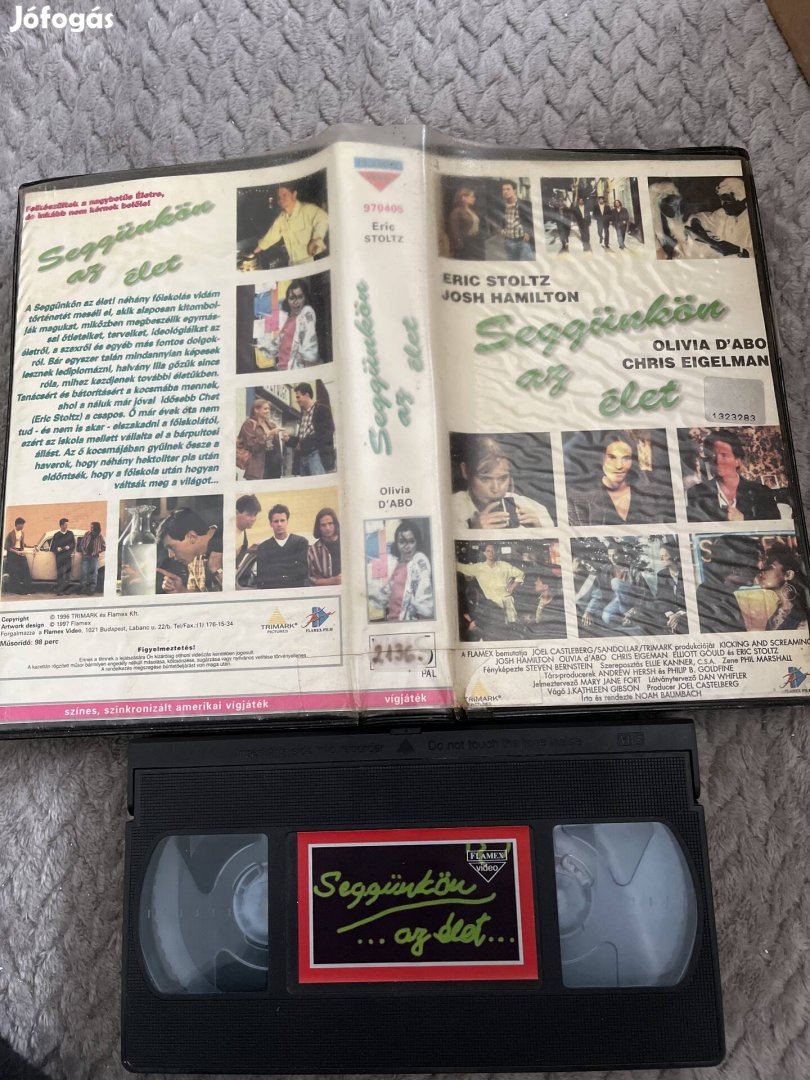 Jófogás
Felkészültek a nagybetűs Életre,
de inkább nem kérnek belőle!
Seggünkön
az élet
A Seggünkön az élet! néhány főiskolás vidám
történetét meséli el, akik alaposan kitombol-
ják magukat, miközben megbeszélik egymás-
sal ötleteiket, terveiket, ideológiáikat az
életről, a szexről és egyéb más fontos dolgok-
ról. Bár egyszer talán mindannyian képesek
lesznek lediplomázni, halvány lila gőzük sincs
róla, mihez kezdjenek további életükben.
Tanácsért és bátorításért a kocsmába mennek,
ahol a náluk már jóval idősebb Chet
(Eric Stoltz) a csapos. Ő már évek óta nem
tud - és nem is akar - elszakadni a főiskolától,
ezért az iskola mellett vállalta el a bárpultosi
állást. Az ő kocsmájában gyűlnek össze a
haverok, hogy néhány hektoliter pia után
eldöntsék, hogy a főiskola után hogyan
váltsák meg a világot...
Copyright © 1996 TRIMARK és Flamex Kft.
Artwork design © 1997 Flamex
Forgalmazza a Flamex Video, 1021 Budapest, Labanc u. 22/b. Tel/Fax.:(1) 176-15-34
Műsoridő: 98 perc
TRIMARK
PICTURES
FLAMEX FILM
Figyelmeztetés!
színes, szinkronizált amerikai vígjáték
FLAMEX
970405
Eric
STOLTZ
Seggünkön
az élet
Olivia
D'ABO
2136.
PAL
vígjáték
ERIC STOLTZ
JOSH HAMILTON
Seggünkön
az élet
OLIVIA D'ABO
CHRIS EIGELMAN
1323283
A FLAMEX bemutatja JOEL CASTLEBERG/SANDOLLAR/TRIMARK produkcióját KICKING AND SCREAMING
JOSH HAMILTON OLIVIA d'ABO CHRIS EIGEMAN ELLIOTT GOULD és ERIC STOLTZ
Fényképezte STEVEN BERNSTEIN Szereposztás ELLIE KANNER, C.S.A. Zene PHIL MARSHALL
Társproducerek ANDREW HERSH és PHILIP B. GOLDFINE
Jelmeztervező MARY JANE FORT Látványtervező DAN WHIFLER
Vágó J.KATHLEEN GIBSON Producer JOEL CASTELBERG
Írta és rendezte NOAH BAUMBACH
TRIMARK
PICTURES
Do not touch the tape inside
VHS
FLAMEX
video
Seggünkön
...az élet...